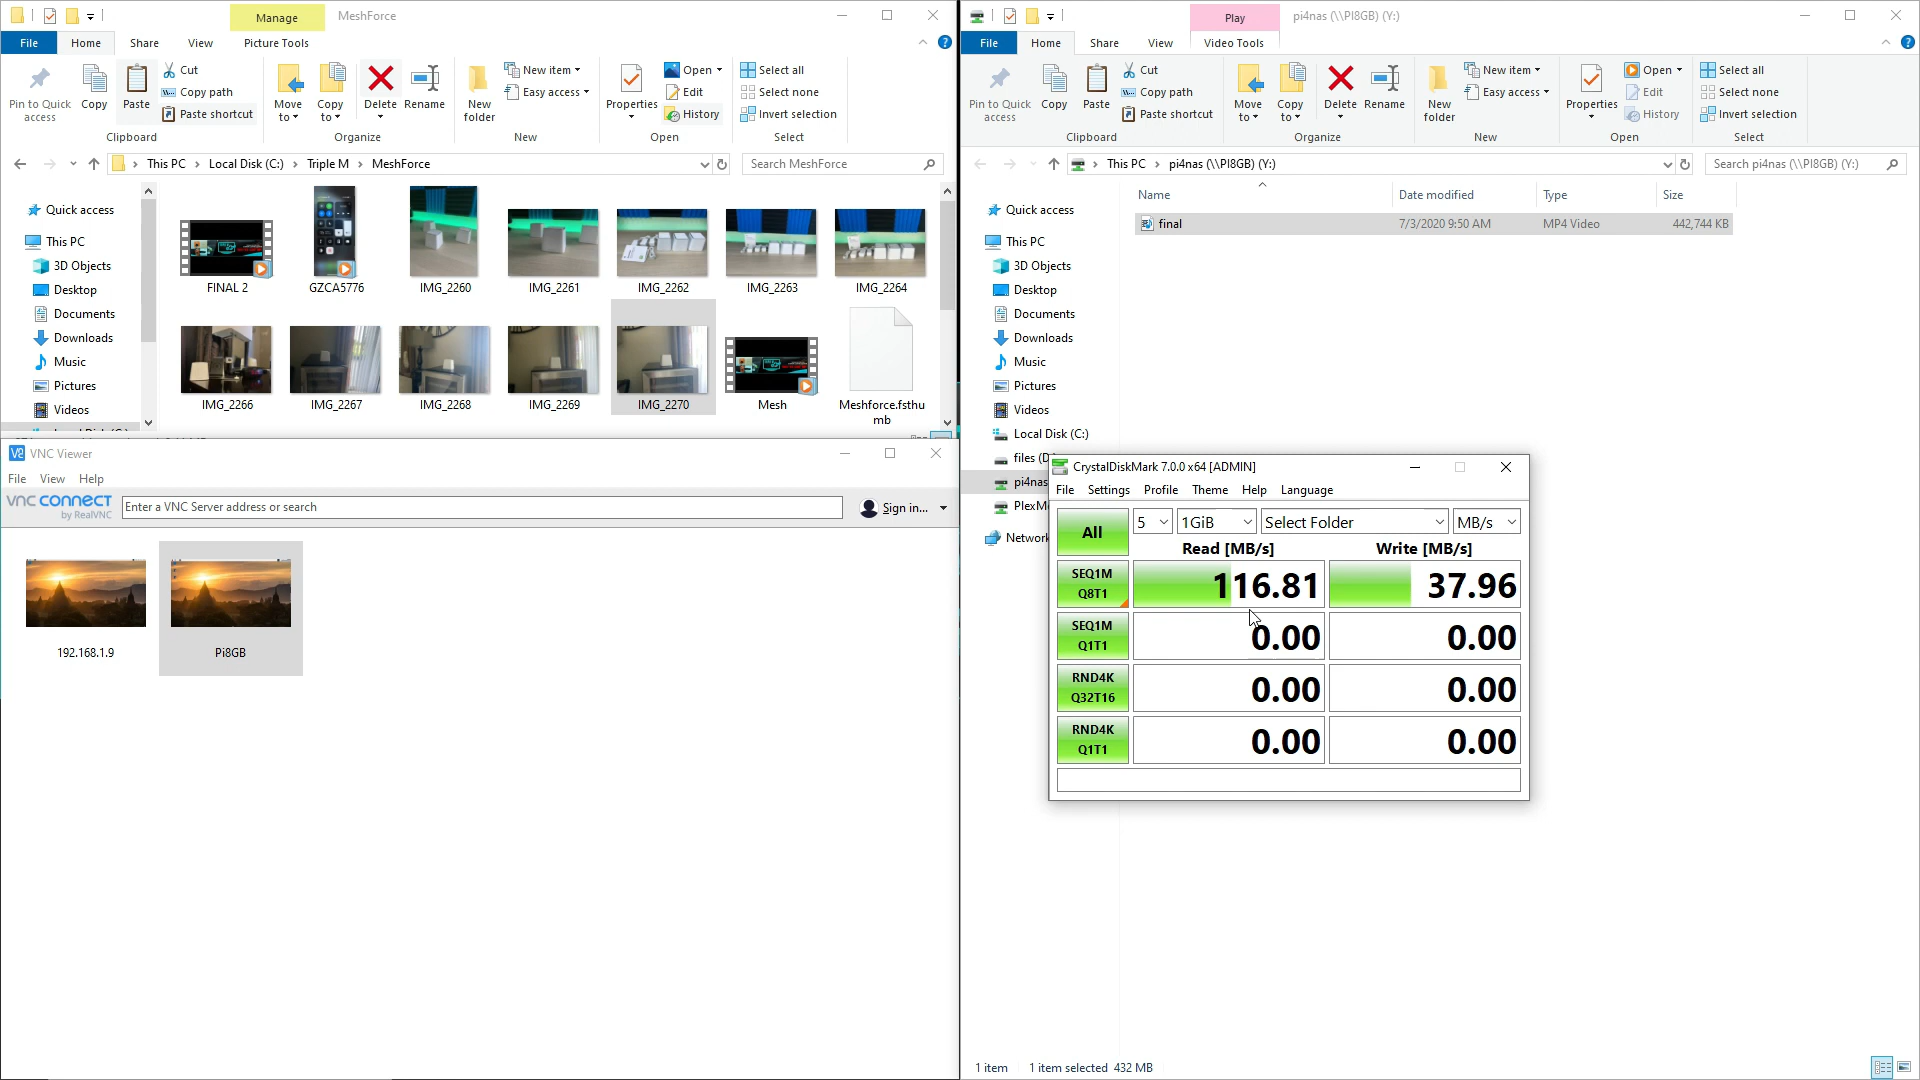 Manage
MeshForce
File
Home
Share
View
Picture Tools
Pin to Quick access
Copy
Paste
Cut
Copy path
Paste shortcut
Clipboard
Move to
Copy to
Delete
Rename
Organize
New folder
New item
Easy access
New
Properties
Open
Edit
History
Open
Select all
Select none
Invert selection
Select
This PC
Local Disk (C:)
Triple M
MeshForce
Search MeshForce
Quick access
This PC
3D Objects
Desktop
Documents
Downloads
Music
Pictures
Videos
FINAL 2
GZCA5776
IMG_2260
IMG_2261
IMG_2262
IMG_2263
IMG_2264
IMG_2266
IMG_2267
IMG_2268
IMG_2269
IMG_2270
Mesh
Meshforce.fsthu
mb
V2 VNC Viewer
File
View
Help
vnc connect
by RealVNC
Enter a VNC Server address or search
Sign in...
192.168.1.9
Pi8GB
Play
pi4nas (\\PI8GB) (Y:)
File
Home
Share
View
Video Tools
Pin to Quick access
Copy
Paste
Cut
Copy path
Paste shortcut
Clipboard
Move to
Copy to
Delete
Rename
Organize
New folder
New item
Easy access
New
Properties
Open
Edit
History
Open
Select all
Select none
Invert selection
Select
This PC
pi4nas (\\PI8GB) (Y:)
Search pi4nas (\\PI8GB) (Y:)
Name
Date modified
Type
Size
final
7/3/2020 9:50 AM
MP4 Video
442,744 KB
Quick access
This PC
3D Objects
Desktop
Documents
Downloads
Music
Pictures
Videos
Local Disk (C:)
files (D
pi4nas
PlexM
Network
CrystalDiskMark 7.0.0 x64 [ADMIN]
File
Settings
Profile
Theme
Help
Language
All
5
1GiB
Select Folder
MB/s
Read [MB/s]
Write [MB/s]
SEQ1M
Q8T1
116.81
37.96
SEQ1M
Q1T1
0.00
0.00
RND4K
Q32T16
0.00
0.00
RND4K
Q1T1
0.00
0.00
1 item
1 item selected 432 MB